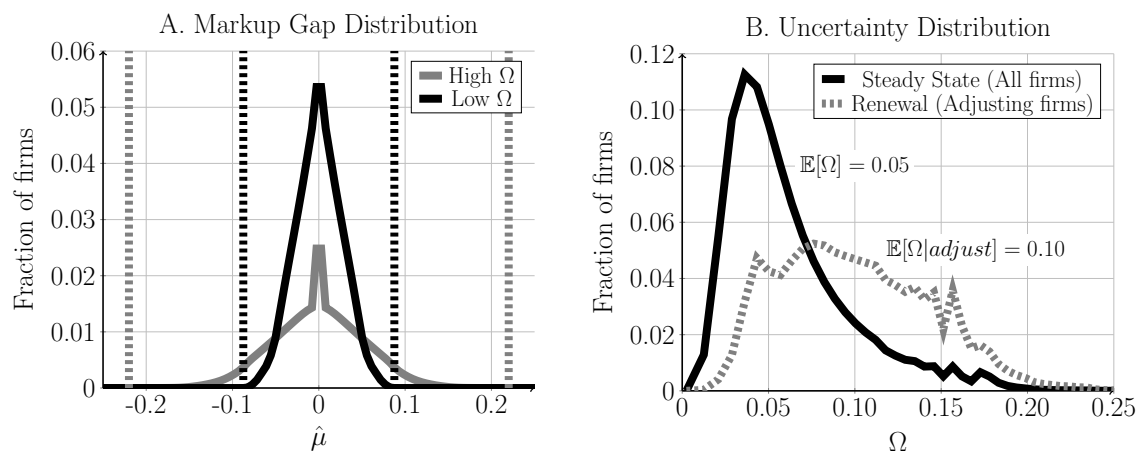 A. Markup Gap Distribution
Fraction of firms
0.06
0.05
0.04
0.03
0.02
0.01
0
High Ω
Low Ω
-0.2
-0.1
0
0.1
0.2
μ̂
B. Uncertainty Distribution
Fraction of firms
0.12
0.10
0.08
0.06
0.04
0.02
0
Steady State (All firms)
Renewal (Adjusting firms)
𝔼[Ω] = 0.05
𝔼[Ω|adjust] = 0.10
0
0.05
0.10
0.15
0.20
0.25
Ω